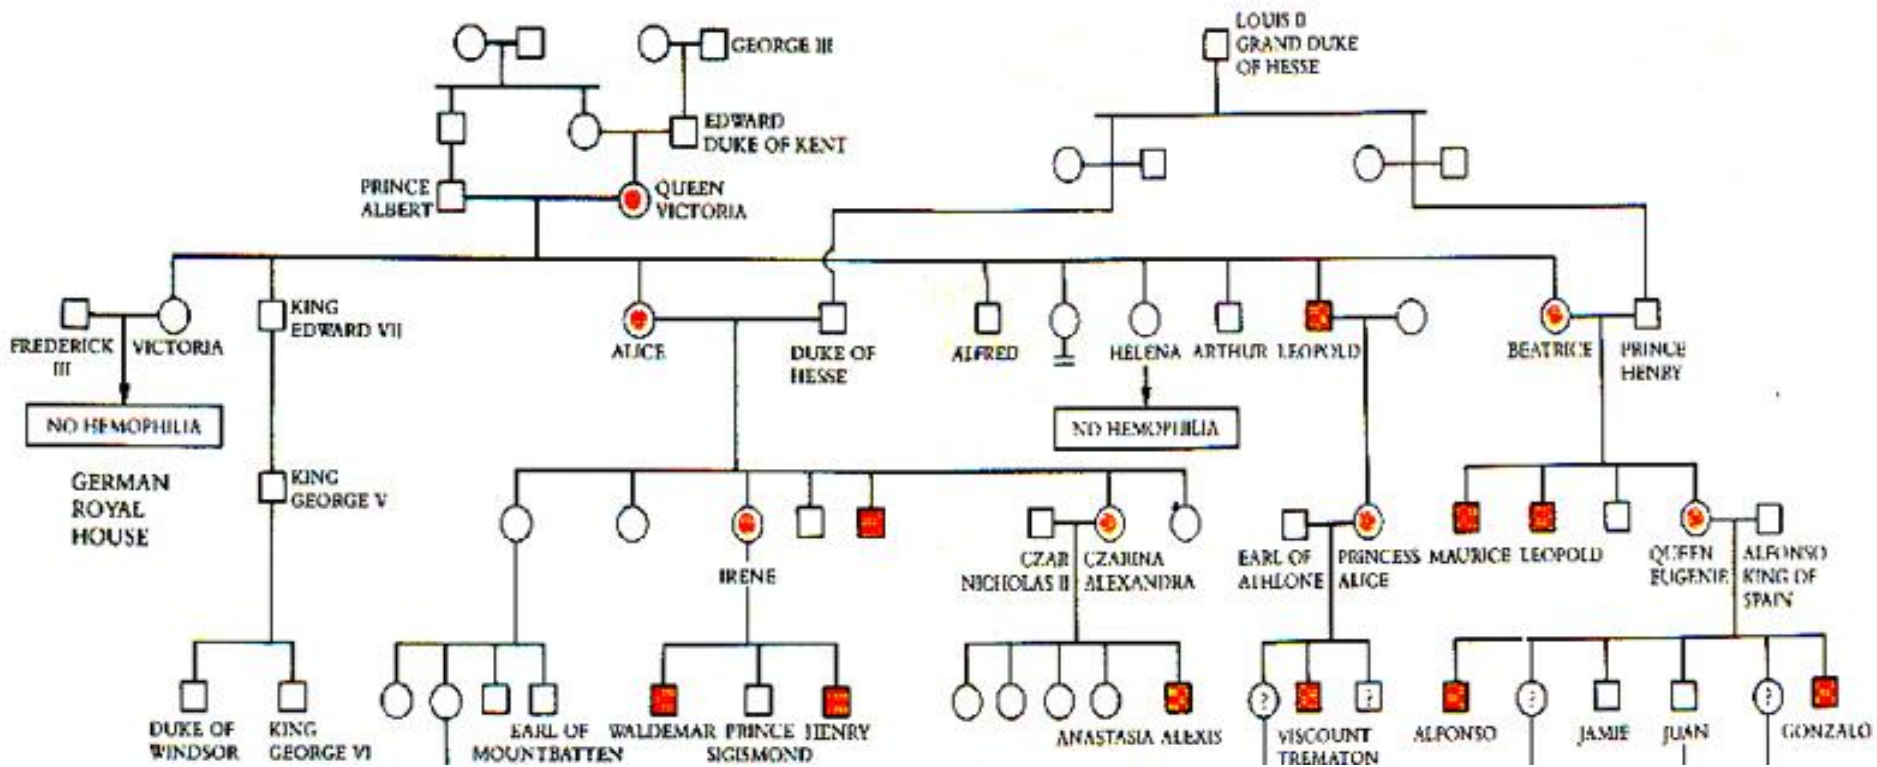 GEORGE III
LOUIS II
GRAND DUKE
OF HESSE
EDWARD
DUKE OF KENT
PRINCE
ALBERT
QUEEN
VICTORIA
FREDERICK
III
VICTORIA
KING
EDWARD VII
ALICE
DUKE OF
HESSE
ALFRED
HELENA
ARTHUR
LEOPOLD
BEATRICE
PRINCE
HENRY
NO HEMOPHILIA
NO HEMOPHILIA
GERMAN
ROYAL
HOUSE
KING
GEORGE V
IRENE
CZAR
NICHOLAS II
CZARINA
ALEXANDRA
EARL OF
ATHLONE
PRINCESS
ALICE
MAURICE
LEOPOLD
QUEEN
EUGENIE
ALFONSO
KING OF
SPAIN
DUKE OF
WINDSOR
KING
GEORGE VI
EARL OF
MOUNTBATTEN
WALDEMAR
PRINCE
SIGISMOND
HENRY
ANASTASIA
ALEXIS
?
VISCOUNT
TREMATON
?
ALFONSO
?
JAMIE
JUAN
?
GONZALO